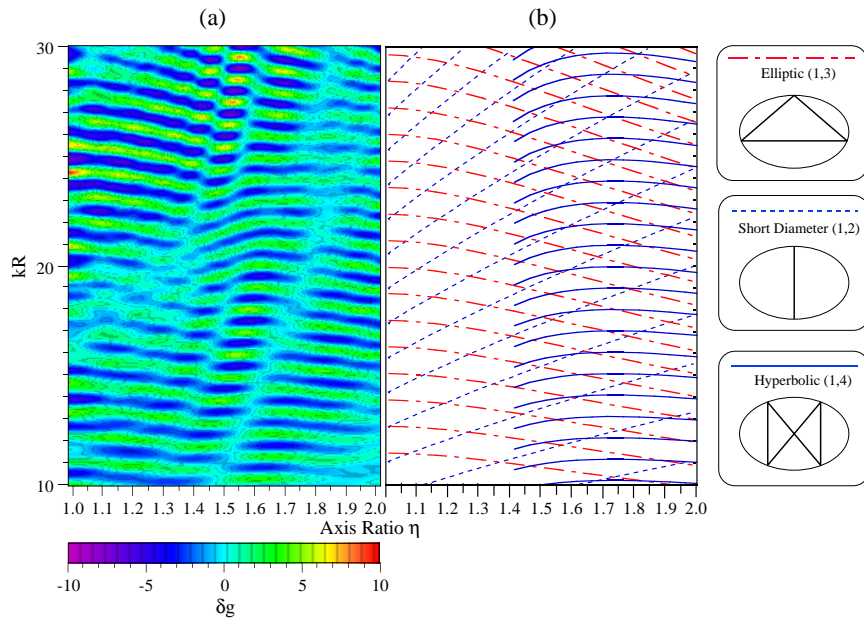 (a)
(b)
30
20
10
kR
1.0 1.1 1.2 1.3 1.4 1.5 1.6 1.7 1.8 1.9 2.0
1.0 1.1 1.2 1.3 1.4 1.5 1.6 1.7 1.8 1.9 2.0
Axis Ratio η
-10 -5 0 5 10
δg
Elliptic (1,3)
Short Diameter (1,2)
Hyperbolic (1,4)